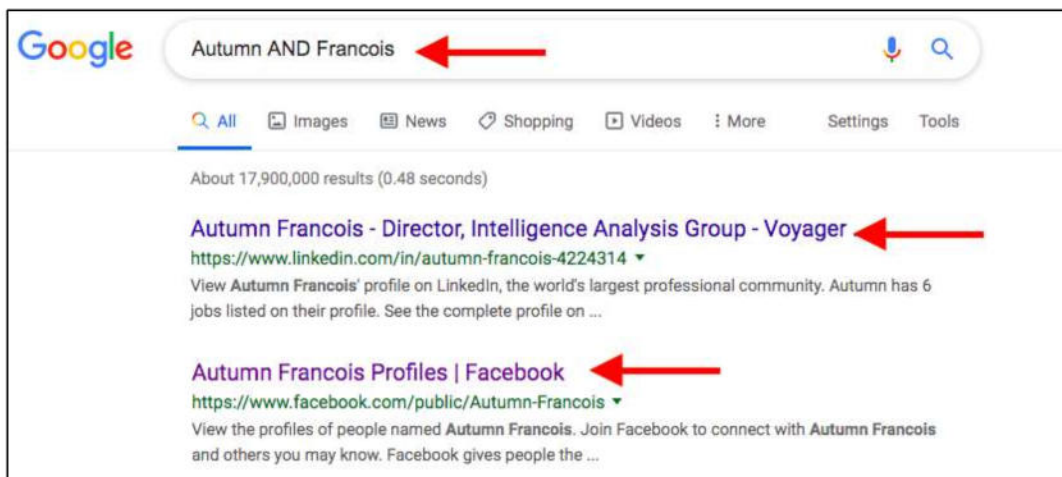 Google Autumn AND Francois
All Images News Shopping Videos More Settings Tools
About 17,900,000 results (0.48 seconds)
Autumn Francois - Director, Intelligence Analysis Group - Voyager
https://www.linkedin.com/in/autumn-francois-4224314
View Autumn Francois' profile on LinkedIn, the world's largest professional community. Autumn has 6
jobs listed on their profile. See the complete profile on ...
Autumn Francois Profiles | Facebook
https://www.facebook.com/public/Autumn-Francois
View the profiles of people named Autumn Francois. Join Facebook to connect with Autumn Francois
and others you may know. Facebook gives people the ...